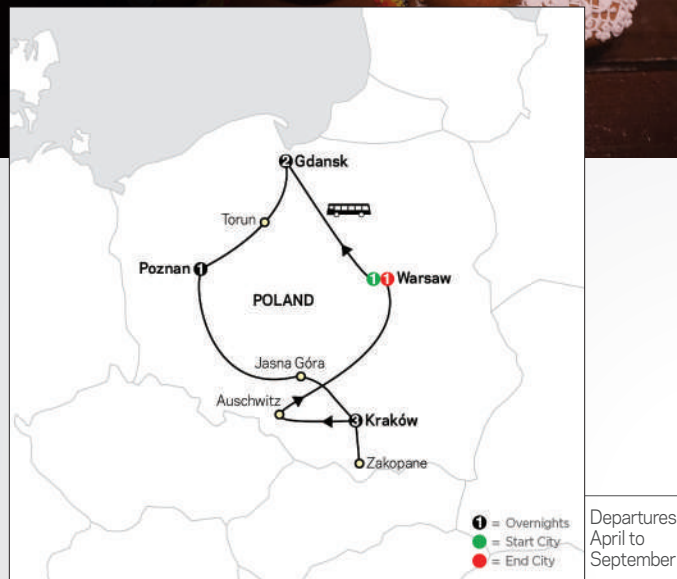 2 Gdansk
Torun
Poznan 1
1 1 Warsaw
POLAND
Jasna Góra
Auschwitz
3 Kraków
Zakopane
1 = Overnights
= Start City
= End City
Departures
April to
September